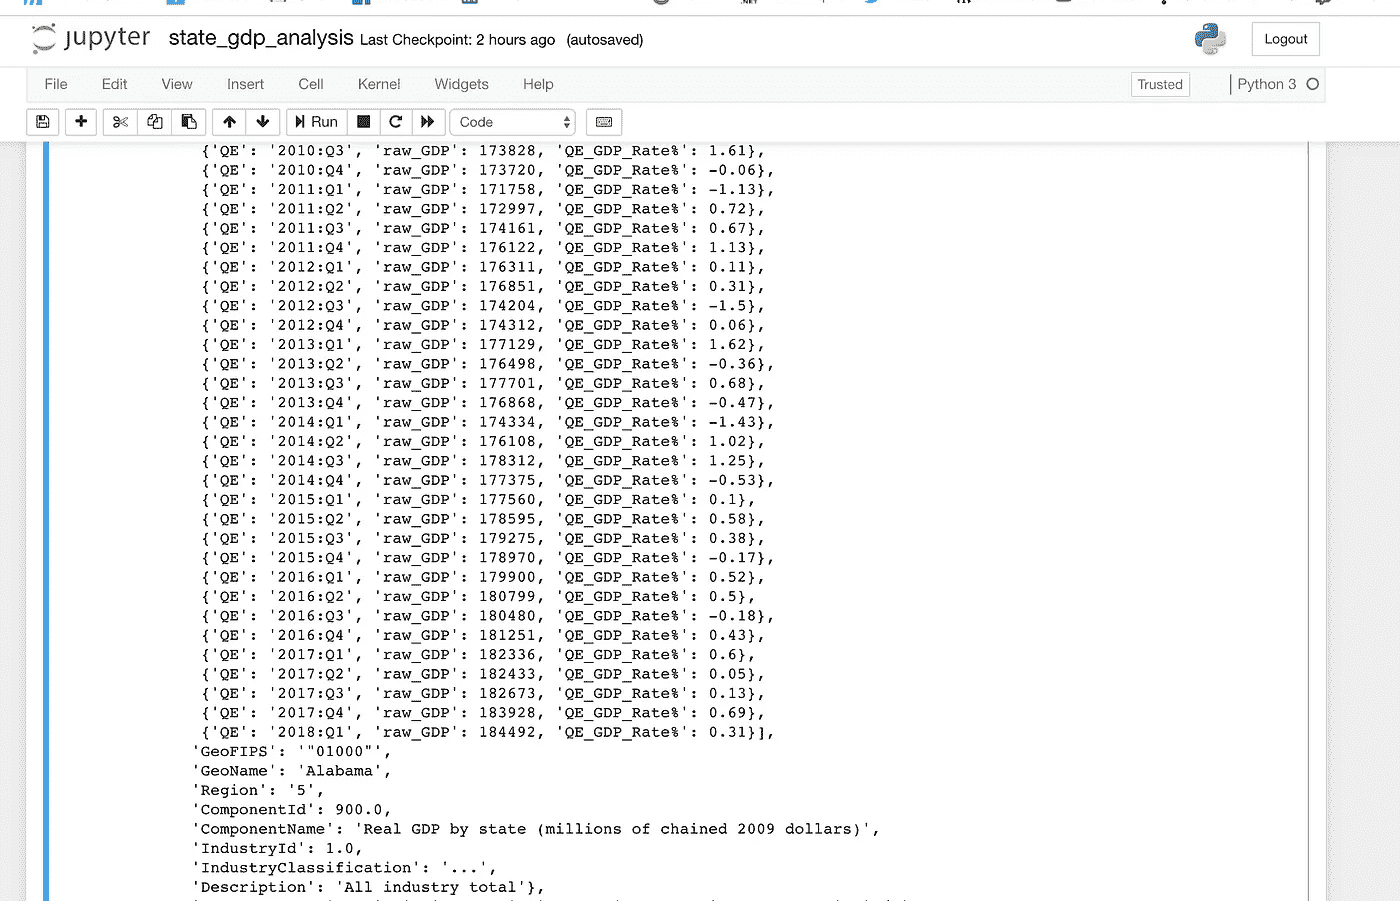 jupyter state_gdp_analysis Last Checkpoint: 2 hours ago (autosaved) Logout
File Edit View Insert Cell Kernel Widgets Help Trusted Python 3
Run Code
{'QE': '2010:Q3', 'raw_GDP': 173828, 'QE_GDP_Rate%': 1.61},
{'QE': '2010:Q4', 'raw_GDP': 173720, 'QE_GDP_Rate%': -0.06},
{'QE': '2011:Q1', 'raw_GDP': 171758, 'QE_GDP_Rate%': -1.13},
{'QE': '2011:Q2', 'raw_GDP': 172997, 'QE_GDP_Rate%': 0.72},
{'QE': '2011:Q3', 'raw_GDP': 174161, 'QE_GDP_Rate%': 0.67},
{'QE': '2011:Q4', 'raw_GDP': 176122, 'QE_GDP_Rate%': 1.13},
{'QE': '2012:Q1', 'raw_GDP': 176311, 'QE_GDP_Rate%': 0.11},
{'QE': '2012:Q2', 'raw_GDP': 176851, 'QE_GDP_Rate%': 0.31},
{'QE': '2012:Q3', 'raw_GDP': 174204, 'QE_GDP_Rate%': -1.5},
{'QE': '2012:Q4', 'raw_GDP': 174312, 'QE_GDP_Rate%': 0.06},
{'QE': '2013:Q1', 'raw_GDP': 177129, 'QE_GDP_Rate%': 1.62},
{'QE': '2013:Q2', 'raw_GDP': 176498, 'QE_GDP_Rate%': -0.36},
{'QE': '2013:Q3', 'raw_GDP': 177701, 'QE_GDP_Rate%': 0.68},
{'QE': '2013:Q4', 'raw_GDP': 176868, 'QE_GDP_Rate%': -0.47},
{'QE': '2014:Q1', 'raw_GDP': 174334, 'QE_GDP_Rate%': -1.43},
{'QE': '2014:Q2', 'raw_GDP': 176108, 'QE_GDP_Rate%': 1.02},
{'QE': '2014:Q3', 'raw_GDP': 178312, 'QE_GDP_Rate%': 1.25},
{'QE': '2014:Q4', 'raw_GDP': 177375, 'QE_GDP_Rate%': -0.53},
{'QE': '2015:Q1', 'raw_GDP': 177560, 'QE_GDP_Rate%': 0.1},
{'QE': '2015:Q2', 'raw_GDP': 178595, 'QE_GDP_Rate%': 0.58},
{'QE': '2015:Q3', 'raw_GDP': 179275, 'QE_GDP_Rate%': 0.38},
{'QE': '2015:Q4', 'raw_GDP': 178970, 'QE_GDP_Rate%': -0.17},
{'QE': '2016:Q1', 'raw_GDP': 179900, 'QE_GDP_Rate%': 0.52},
{'QE': '2016:Q2', 'raw_GDP': 180799, 'QE_GDP_Rate%': 0.5},
{'QE': '2016:Q3', 'raw_GDP': 180480, 'QE_GDP_Rate%': -0.18},
{'QE': '2016:Q4', 'raw_GDP': 181251, 'QE_GDP_Rate%': 0.43},
{'QE': '2017:Q1', 'raw_GDP': 182336, 'QE_GDP_Rate%': 0.6},
{'QE': '2017:Q2', 'raw_GDP': 182433, 'QE_GDP_Rate%': 0.05},
{'QE': '2017:Q3', 'raw_GDP': 182673, 'QE_GDP_Rate%': 0.13},
{'QE': '2017:Q4', 'raw_GDP': 183928, 'QE_GDP_Rate%': 0.69},
{'QE': '2018:Q1', 'raw_GDP': 184492, 'QE_GDP_Rate%': 0.31}],
'GeoFIPS': '"01000"',
'GeoName': 'Alabama',
'Region': '5',
'ComponentId': 900.0,
'ComponentName': 'Real GDP by state (millions of chained 2009 dollars)',
'IndustryId': 1.0,
'IndustryClassification': '...',
'Description': 'All industry total'},